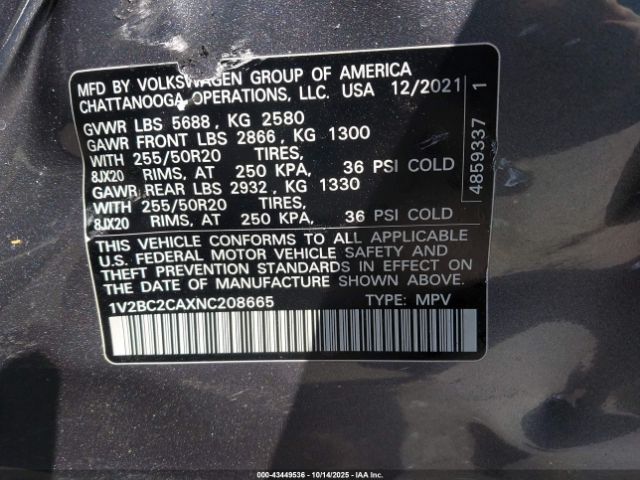 MFD BY VOLKSWAGEN GROUP OF AMERICA
CHATTANOOGA OPERATIONS, LLC. USA 12/2021
GVWR LBS 5688, KG 2580
GAWR FRONT LBS 2866, KG 1300
WITH 255/50R20 TIRES,
8JX20 RIMS, AT 250 KPA, 36 PSI COLD
GAWR REAR LBS 2932, KG 1330
WITH 255/50R20 TIRES,
8JX20 RIMS, AT 250 KPA, 36 PSI COLD
4859337 1
THIS VEHICLE CONFORMS TO ALL APPLICABLE
U.S. FEDERAL MOTOR VEHICLE SAFETY AND
THEFT PREVENTION STANDARDS IN EFFECT ON
THE DATE OF MANUFACTURE SHOWN ABOVE.
1V2BC2CAXNC208665 TYPE: MPV
000-43449536 10/14/2025 IAAI.COM